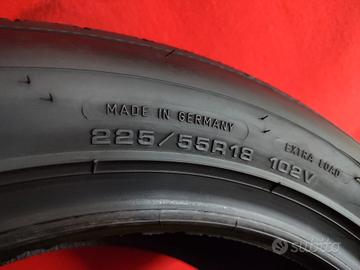 MADE IN GERMANY
225/55R18 102V
EXTRA LOAD
subito